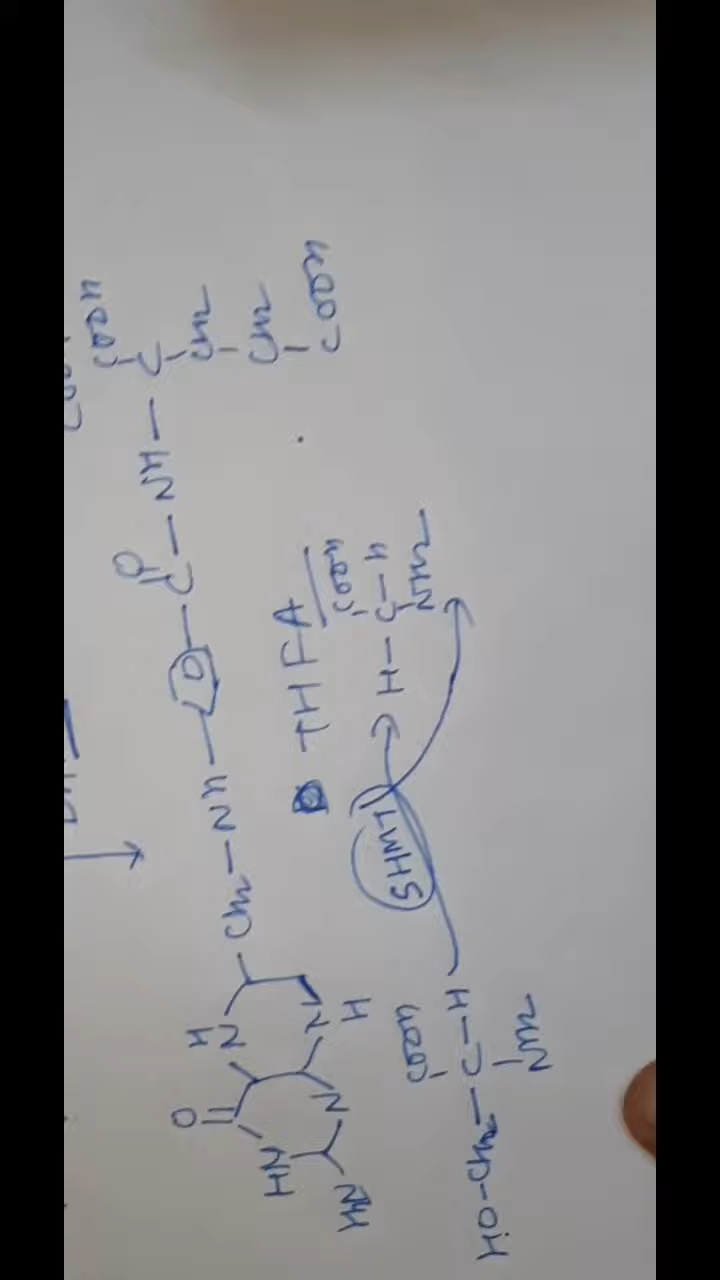 O
H
HN
N
CH2 — NH —
— C — NH — C
O
COOH
CH2
CH2
COOH
H2N
N
N
H
THFA
SHMT
COOH
HO-CH2 — C — H
NH2
COOH
H — C — H
NH2